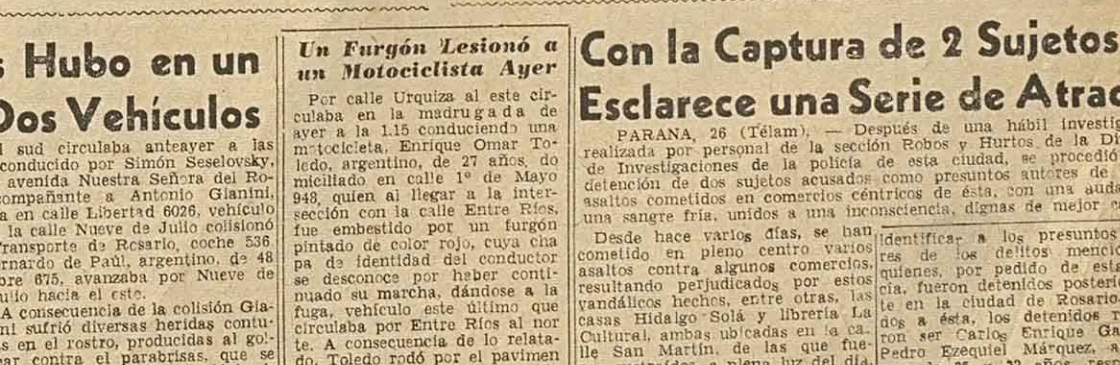 Hubo en un
Dos Vehículos
sud circulaba anteayer a las
conducido por Simón Seselovsky,
avenida Nuestra Señora del Ro-
compañante a Antonio Gianini,
a en calle Libertad 6026, vehículo
la calle Nueve de Julio colisionó
Transporte de Rosario, coche 536
ernardo de Paúl, argentino, de 48
bre 675, avanzaba por Nueve de
ulio hacia el este.
A consecuencia de la colisión Gia-
ni sufrió diversas heridas contu-
s en el rostro, producidas al gol-
ear contra el parabrisas, que se
Un Furgón Lesionó a
un Motociclista Ayer
Por calle Urquiza al este cir-
culaba en la madrugada de
ayer a la 1.15 conduciendo una
motocicleta, Enrique Omar To-
ledo, argentino, de 27 años, do
miciliado en calle 1º de Mayo
948, quien al llegar a la inter-
sección con la calle Entre Ríos,
fue embestido por un furgón
pintado de color rojo, cuya cha
pa de identidad del conductor
se desconoce por haber conti-
nuado su marcha, dándose a la
fuga, vehículo este último que
circulaba por Entre Ríos al nor
te. A consecuencia de lo relata-
do, Toledo rodó por el pavimen
Con la Captura de 2 Sujetos
Esclarece una Serie de Atrac
PARANA, 26 (Télam), — Después de una hábil investig
realizada por personal de la sección Robos y Hurtos de la Di
de Investigaciones de la policía de esta ciudad, se procedió
detención de dos sujetos acusados como presuntos autores de
asaltos cometidos en comercios céntricos de ésta, con una auda
una sangre fría, unidos a una inconsciencia, dignas de mejor c
Desde hace varios días, se han
cometido en pleno centro varios
asaltos contra algunos comercios,
resultando perjudicados por estos
vandálicos hechos, entre otras, las
casas Hidalgo Solá y librería La
Cultural, ambas ubicadas en la ca-
lle San Martín, de las que fue-
a plena luz del día,
identificar a los presuntos
res de los delitos menci
quienes, por pedido de est
cía, fueron detenidos poster
te en la ciudad de Rosario
dos a ésta, los detenidos
ron ser Carlos Enrique Ga
Pedro Ezequiel Márquez, a